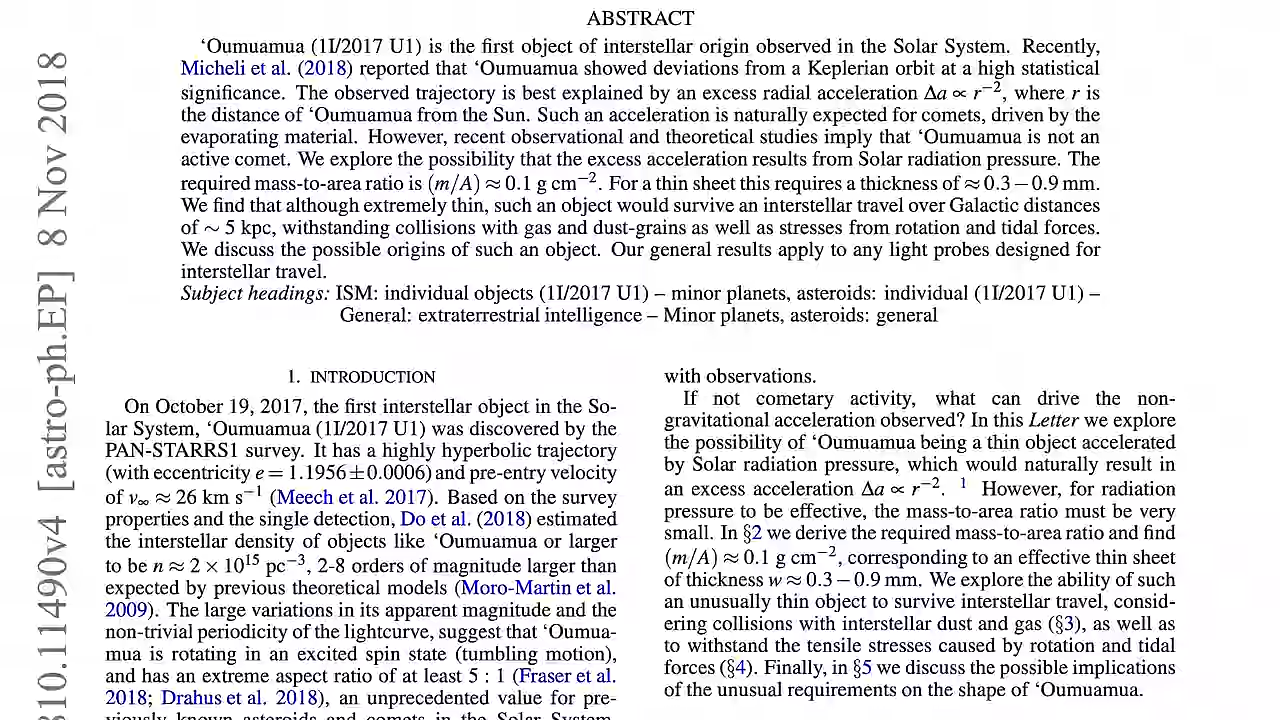 ABSTRACT
‘Oumuamua (1I/2017 U1) is the first object of interstellar origin observed in the Solar System. Recently,
Micheli et al. (2018) reported that ‘Oumuamua showed deviations from a Keplerian orbit at a high statistical
significance. The observed trajectory is best explained by an excess radial acceleration Δa ∝ r⁻², where r is
the distance of ‘Oumuamua from the Sun. Such an acceleration is naturally expected for comets, driven by the
evaporating material. However, recent observational and theoretical studies imply that ‘Oumuamua is not an
active comet. We explore the possibility that the excess acceleration results from Solar radiation pressure. The
required mass-to-area ratio is (m/A) ≈ 0.1 g cm⁻². For a thin sheet this requires a thickness of ≈ 0.3 − 0.9 mm.
We find that although extremely thin, such an object would survive an interstellar travel over Galactic distances
of ∼ 5 kpc, withstanding collisions with gas and dust-grains as well as stresses from rotation and tidal forces.
We discuss the possible origins of such an object. Our general results apply to any light probes designed for
interstellar travel.
Subject headings: ISM: individual objects (1I/2017 U1) – minor planets, asteroids: individual (1I/2017 U1) –
General: extraterrestrial intelligence – Minor planets, asteroids: general
1. INTRODUCTION
On October 19, 2017, the first interstellar object in the So-
lar System, ‘Oumuamua (1I/2017 U1) was discovered by the
PAN-STARRS1 survey. It has a highly hyperbolic trajectory
(with eccentricity e = 1.1956 ± 0.0006) and pre-entry velocity
of v∞ ≈ 26 km s⁻¹ (Meech et al. 2017). Based on the survey
properties and the single detection, Do et al. (2018) estimated
the interstellar density of objects like ‘Oumuamua or larger
to be n ≈ 2 × 10¹⁵ pc⁻³, 2-8 orders of magnitude larger than
expected by previous theoretical models (Moro-Martin et al.
2009). The large variations in its apparent magnitude and the
non-trivial periodicity of the lightcurve, suggest that ‘Oumua-
mua is rotating in an excited spin state (tumbling motion),
and has an extreme aspect ratio of at least 5 : 1 (Fraser et al.
2018; Drahus et al. 2018), an unprecedented value for pre-
viously known asteroids and comets in the Solar System.
with observations.
If not cometary activity, what can drive the non-
gravitational acceleration observed? In this Letter we explore
the possibility of ‘Oumuamua being a thin object accelerated
by Solar radiation pressure, which would naturally result in
an excess acceleration Δa ∝ r⁻². ¹ However, for radiation
pressure to be effective, the mass-to-area ratio must be very
small. In §2 we derive the required mass-to-area ratio and find
(m/A) ≈ 0.1 g cm⁻², corresponding to an effective thin sheet
of thickness w ≈ 0.3 − 0.9 mm. We explore the ability of such
an unusually thin object to survive interstellar travel, consid-
ering collisions with interstellar dust and gas (§3), as well as
to withstand the tensile stresses caused by rotation and tidal
forces (§4). Finally, in §5 we discuss the possible implications
of the unusual requirements on the shape of ‘Oumuamua.
810.11490v4 [astro-ph.EP] 8 Nov 2018